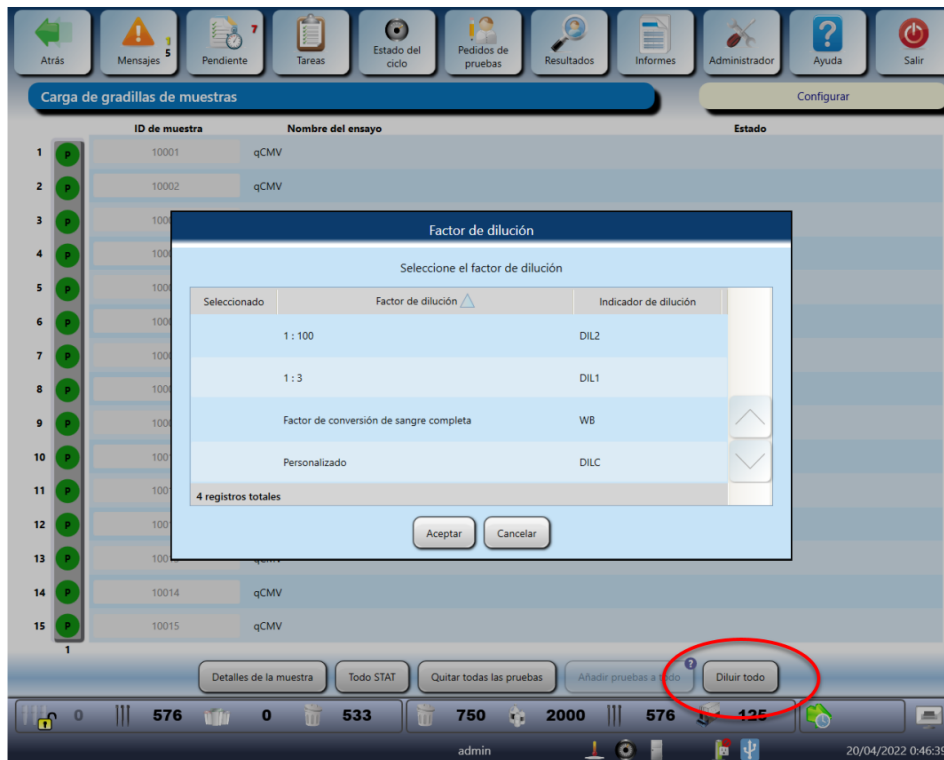 1
5
7
Atrás
Mensajes
Pendiente
Tareas
Estado del
ciclo
Pedidos de
pruebas
Resultados
Informes
Administrador
?
Ayuda
Salir
Carga de gradillas de muestras
Configurar
ID de muestra Nombre del ensayo Estado
1 P 10001 qCMV
2 P 10002 qCMV
3 P
4 P
5 P
6 P
7 P
8 P
9 P
10 P
11 P
12 P
13 P
14 P 10014 qCMV
15 P 10015 qCMV
1
Factor de dilución
Seleccione el factor de dilución
Seleccionado Factor de dilución Indicador de dilución
1 : 100 DIL2
1 : 3 DIL1
Factor de conversión de sangre completa WB
Personalizado DILC
4 registros totales
Aceptar Cancelar
Detalles de la muestra Todo STAT Quitar todas las pruebas Añadir pruebas a todo ? Diluir todo
0 576 0 533 750 2000 576 125
admin 20/04/2022 0:46:39